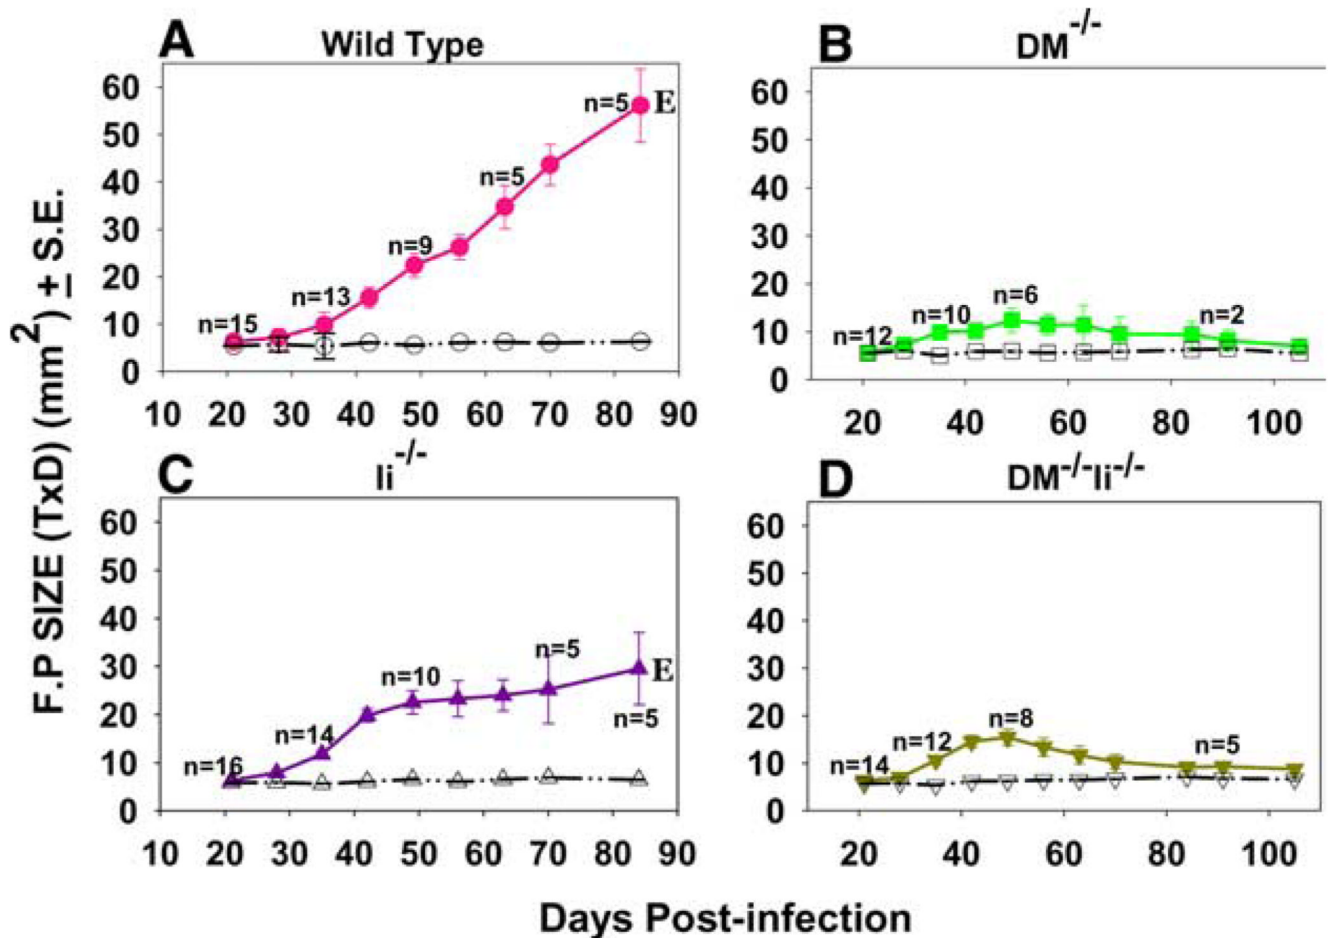 F.P SIZE (TxD) (mm²) ± S.E.
A
Wild Type
60
50
40
30
20
10
0
n=15
n=13
n=9
n=5
n=5
E
10 20 30 40 50 60 70 80 90
B
DM-/-
60
50
40
30
20
10
0
n=12
n=10
n=6
n=2
20 40 60 80 100
C
Ii-/-
60
50
40
30
20
10
0
n=16
n=14
n=10
n=5
E
n=5
10 20 30 40 50 60 70 80 90
D
DM-/-Ii-/-
60
50
40
30
20
10
0
n=14
n=12
n=8
n=5
20 40 60 80 100
Days Post-infection